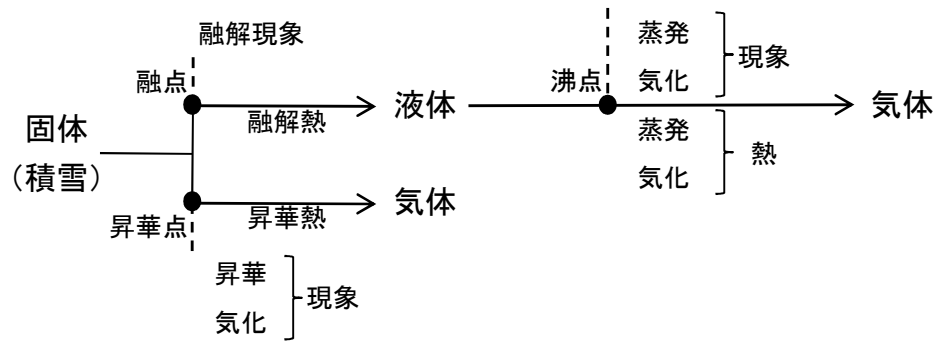 融解現象
融点
融解熱
固体
（積雪）
昇華点
昇華熱
昇華
気化
現象
液体
気体
沸点
蒸発
気化
現象
蒸発
気化
熱
気体